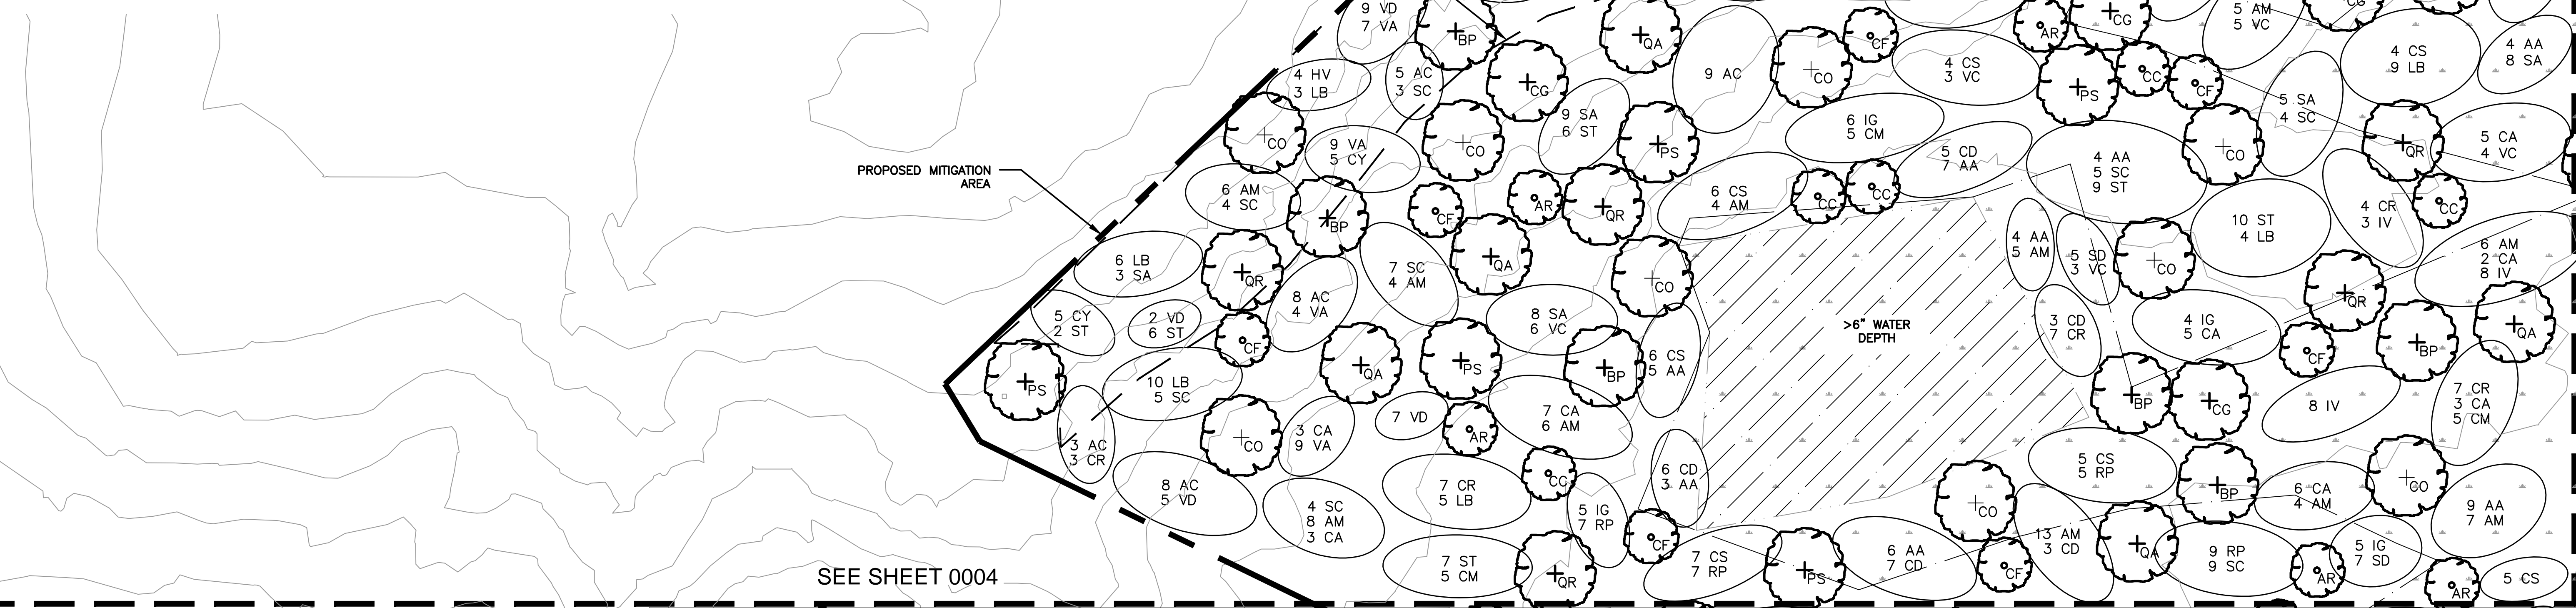 9 VD
7 VA
BP
QA
CF
AR
CG
CG
5 AM
5 VC
4 CS
9 LB
4 AA
8 SA
4 HV
3 LB
5 AC
3 SC
CG
9 AC
CO
4 CS
3 VC
PS
CC
CF
5 SA
4 SC
CO
9 VA
5 CY
CO
9 SA
6 ST
PS
6 IG
5 CM
5 CD
7 AA
4 AA
5 SC
9 ST
CO
QR
5 CA
4 VC
PROPOSED MITIGATION
AREA
6 AM
4 SC
BP
CF
AR
QR
6 CS
4 AM
CC
CC
10 ST
4 LB
4 CR
3 IV
CC
6 LB
3 SA
QR
7 SC
4 AM
QA
CO
4 AA
5 AM
5 SD
3 VC
CO
6 AM
2 CA
8 IV
5 CY
2 ST
2 VD
6 ST
CF
8 AC
4 VA
8 SA
6 VC
>6" WATER
DEPTH
3 CD
7 CR
4 IG
5 CA
QR
CF
BP
QA
PS
10 LB
5 SC
QA
PS
BP
6 CS
5 AA
BP
CG
8 IV
7 CR
3 CA
5 CM
3 AC
3 CR
CO
3 CA
9 VA
7 VD
AR
7 CA
6 AM
8 AC
5 VD
4 SC
8 AM
3 CA
7 CR
5 LB
CC
5 IG
7 RP
6 CD
3 AA
CF
5 CS
5 RP
BP
6 CA
4 AM
CO
9 AA
7 AM
CO
13 AM
3 CD
QA
9 RP
9 SC
AR
5 IG
7 SD
AR
5 CS
7 ST
5 CM
QR
7 CS
7 RP
PS
6 AA
7 CD
CF
SEE SHEET 0004